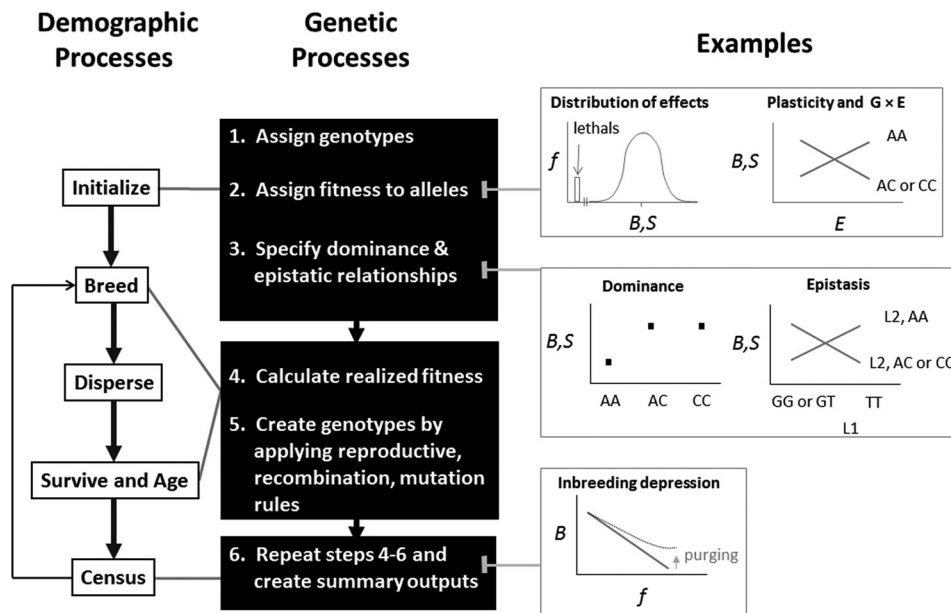 Demographic
Processes
Genetic
Processes
Examples
Initialize
Breed
Disperse
Survive and Age
Census
1. Assign genotypes
2. Assign fitness to alleles
3. Specify dominance &
epistatic relationships
4. Calculate realized fitness
5. Create genotypes by
applying reproductive,
recombination, mutation
rules
6. Repeat steps 4-6 and
create summary outputs
Distribution of effects
lethals
f
B,S
Plasticity and G × E
B,S
AA
AC or CC
E
Dominance
B,S
AA AC CC
Epistasis
B,S
L2, AA
L2, AC or CC
GG or GT TT
L1
Inbreeding depression
B
purging
f